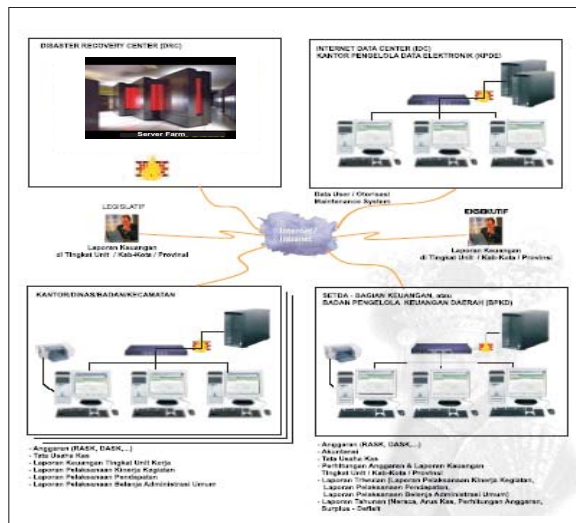 DISASTER RECOVERY CENTER (DRC)
Server Farm
INTERNET DATA CENTER (IDC)
KANTOR PENGELOLA DATA ELEKTRONIK (KPDE)
Data User / Otorisasi
Maintenance System
LEGISLATIF
Laporan Keuangan
di Tingkat Unit / Kab-Kota / Provinsi
Internet /
Intranet
EKSEKUTIF
Laporan Keuangan
di Tingkat Unit / Kab-Kota / Provinsi
KANTOR/DINAS/BADAN/KECAMATAN
- Anggaran (RASK, DASK,...)
- Tata Usaha Kas
- Laporan Keuangan Tingkat Unit Kerja
- Laporan Pelaksanaan Kinerja Kegiatan
- Laporan Pelaksanaan Pendapatan
- Laporan Pelaksanaan Belanja Administrasi Umum
SETDA - BAGIAN KEUANGAN, atau
BADAN PENGELOLA KEUANGAN DAERAH (BPKD)
- Anggaran (RASK, DASK,...)
- Akuntansi
- Tata Usaha Kas
- Perhitungan Anggaran & Laporan Keuangan
Tingkat Unit / Kab-Kota / Provinsi
- Laporan Triwulan (Laporan Pelaksanaan Kinerja Kegiatan,
Laporan Pelaksanaan Pendapatan,
Laporan Pelaksanaan Belanja Administrasi Umum)
- Laporan Tahunan (Neraca, Arus Kas, Perhitungan Anggaran,
Surplus - Defisit